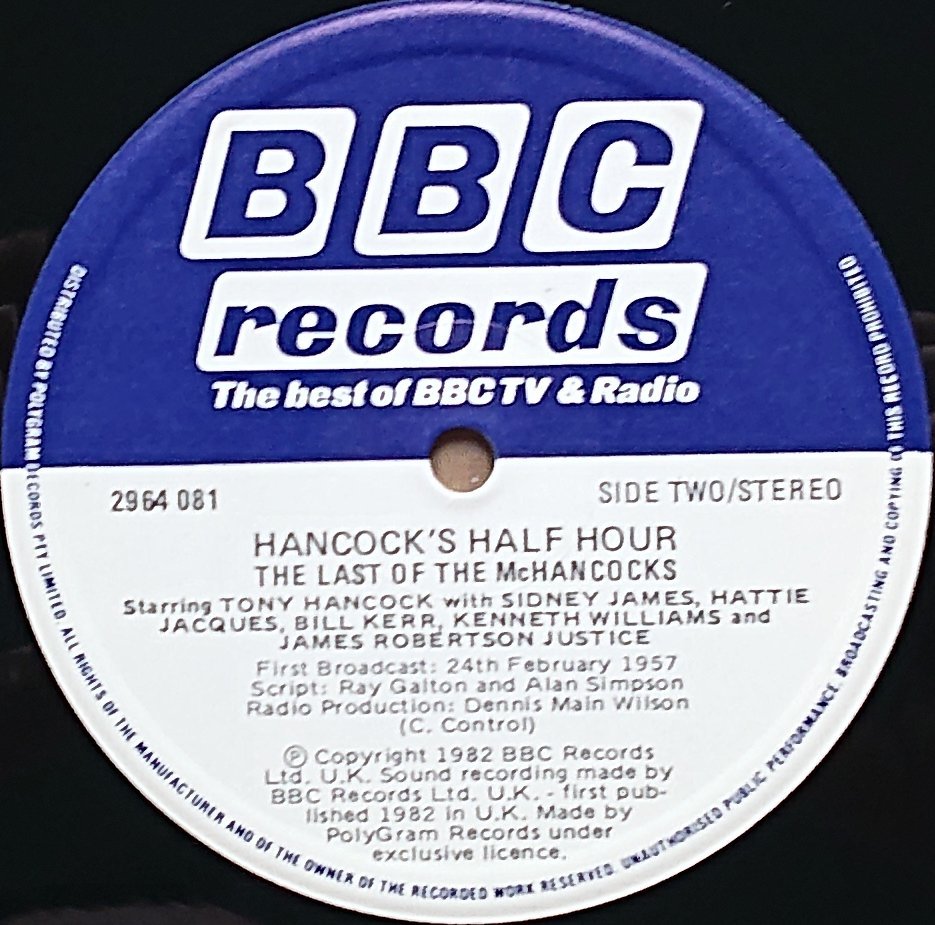 BBC
records
The best of BBC TV & Radio
2964 081
SIDE TWO/STEREO
HANCOCK'S HALF HOUR
THE LAST OF THE McHANCOCKS
Starring TONY HANCOCK with SIDNEY JAMES, HATTIE
JACQUES, BILL KERR, KENNETH WILLIAMS and
JAMES ROBERTSON JUSTICE
First Broadcast: 24th February 1957
Script: Ray Galton and Alan Simpson
Radio Production: Dennis Main Wilson
(C. Control)
Ⓟ Copyright 1982 BBC Records
Ltd. U.K. Sound recording made by
BBC Records Ltd. U.K. - first pub-
lished 1982 in U.K. Made by
PolyGram Records under
exclusive licence.
DISTRIBUTED BY POLYGRAM RECORDS PTY LIMITED. ALL RIGHTS OF THE MANUFACTURER AND OF THE OWNER OF THE RECORDED WORK RESERVED. UNAUTHORISED PUBLIC PERFORMANCE, BROADCASTING AND COPYING OF THIS RECORD PROHIBITED